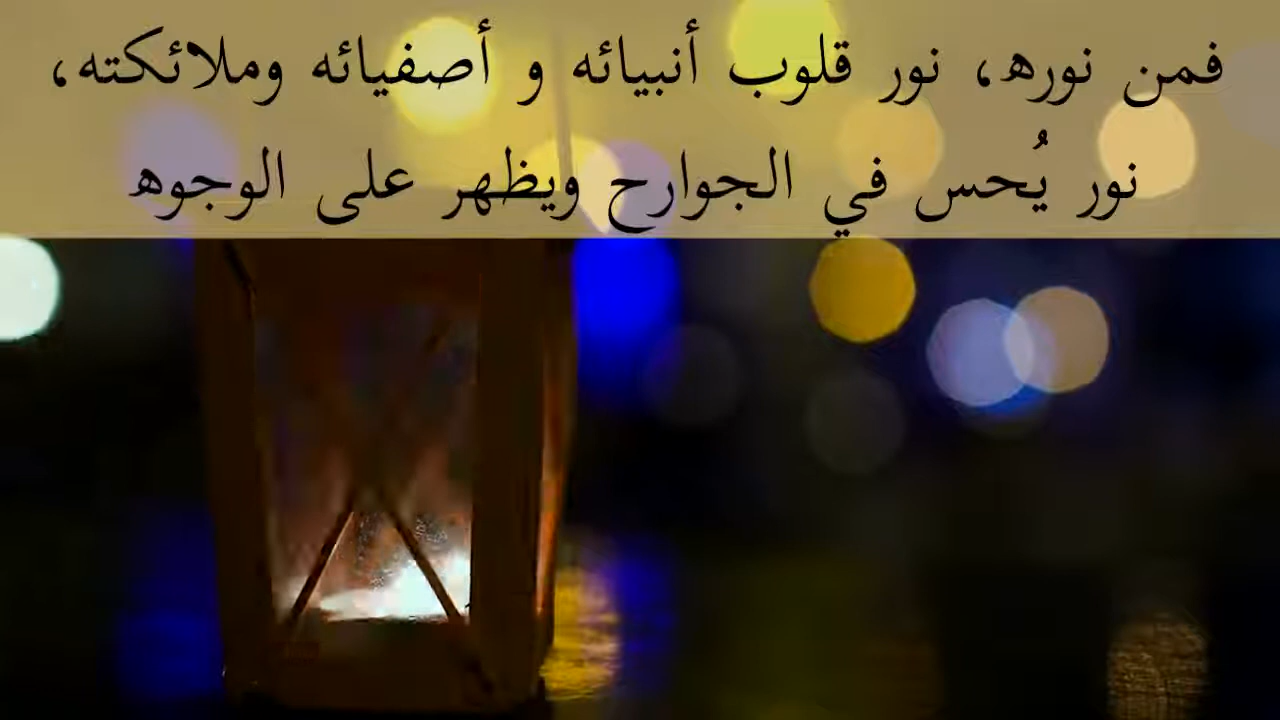 فمن نوره، نور قلوب أنبيائه و أصفيائه وملائكته،
نور يُحس في الجوارح ويظهر على الوجوه